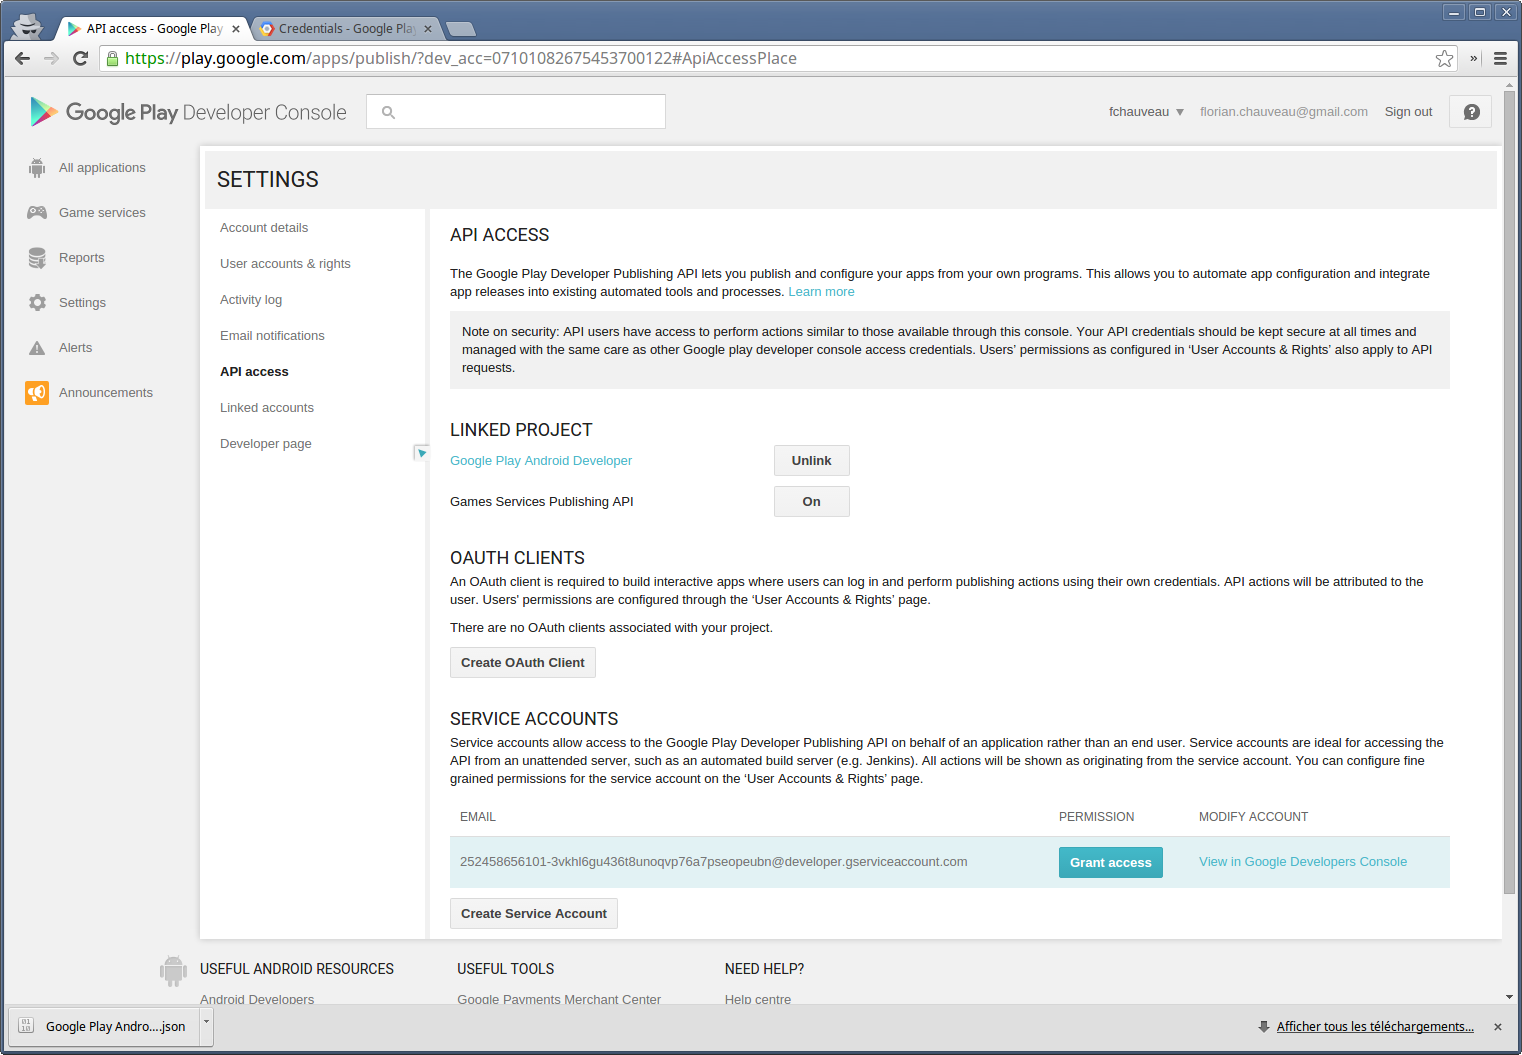 API access - Google Play
Credentials - Google Pla
https://play.google.com/apps/publish/?dev_acc=07101082675453700122#ApiAccessPlace
Google Play Developer Console
fchauveau
florian.chauveau@gmail.com
Sign out
All applications
Game services
Reports
Settings
Alerts
Announcements
SETTINGS
Account details
User accounts & rights
Activity log
Email notifications
API access
Linked accounts
Developer page
API ACCESS
The Google Play Developer Publishing API lets you publish and configure your apps from your own programs. This allows you to automate app configuration and integrate
app releases into existing automated tools and processes. Learn more
Note on security: API users have access to perform actions similar to those available through this console. Your API credentials should be kept secure at all times and
managed with the same care as other Google play developer console access credentials. Users' permissions as configured in ‘User Accounts & Rights’ also apply to API
requests.
LINKED PROJECT
Google Play Android Developer
Unlink
Games Services Publishing API
On
OAUTH CLIENTS
An OAuth client is required to build interactive apps where users can log in and perform publishing actions using their own credentials. API actions will be attributed to the
user. Users' permissions are configured through the ‘User Accounts & Rights’ page.
There are no OAuth clients associated with your project.
Create OAuth Client
SERVICE ACCOUNTS
Service accounts allow access to the Google Play Developer Publishing API on behalf of an application rather than an end user. Service accounts are ideal for accessing the
API from an unattended server, such as an automated build server (e.g. Jenkins). All actions will be shown as originating from the service account. You can configure fine
grained permissions for the service account on the ‘User Accounts & Rights’ page.
EMAIL
PERMISSION
MODIFY ACCOUNT
252458656101-3vkhl6gu436t8unoqvp76a7pseopeubn@developer.gserviceaccount.com
Grant access
View in Google Developers Console
Create Service Account
USEFUL ANDROID RESOURCES
USEFUL TOOLS
NEED HELP?
Android Developers
Google Payments Merchant Center
Help centre
Google Play Andro....json
Afficher tous les téléchargements...